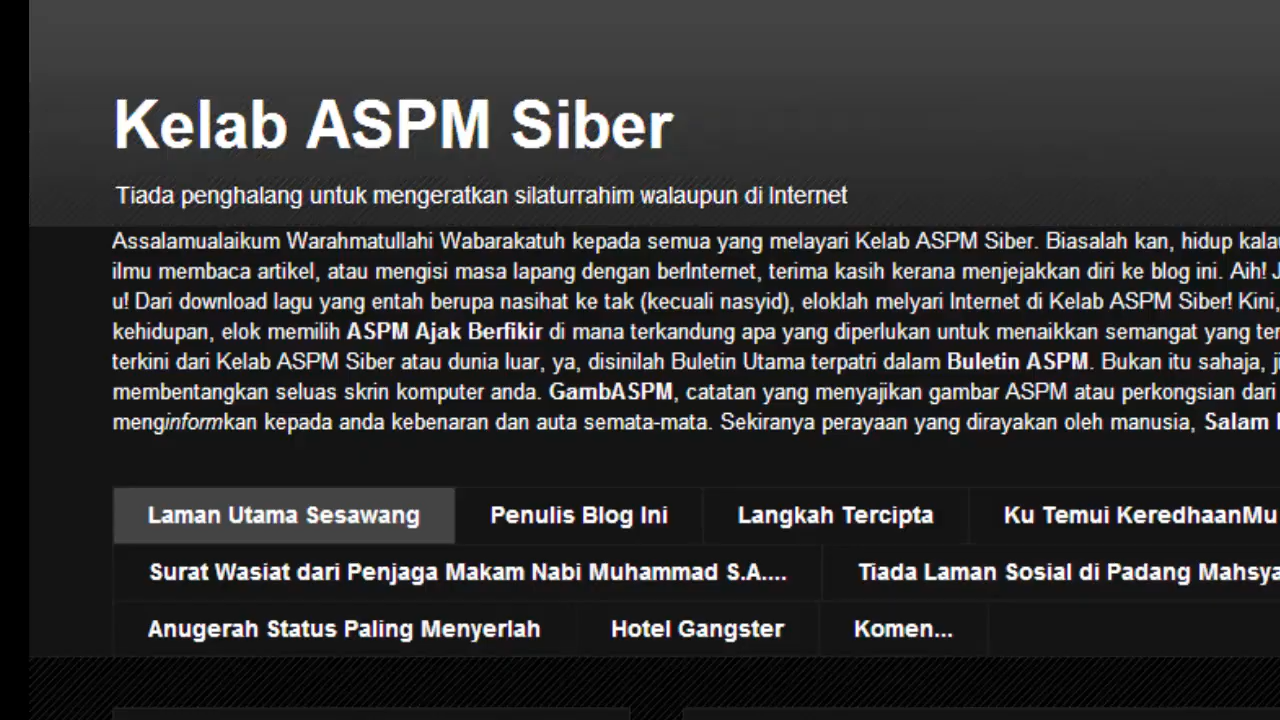 Kelab ASPM Siber
Tiada penghalang untuk mengeratkan silaturrahim walaupun di Internet
Assalamualaikum Warahmatullahi Wabarakatuh kepada semua yang melayari Kelab ASPM Siber. Biasalah kan, hidup kalau
ilmu membaca artikel, atau mengisi masa lapang dengan berInternet, terima kasih kerana menjejakkan diri ke blog ini. Aih! J
u! Dari download lagu yang entah berupa nasihat ke tak (kecuali nasyid), eloklah melyari Internet di Kelab ASPM Siber! Kini,
kehidupan, elok memilih ASPM Ajak Berfikir di mana terkandung apa yang diperlukan untuk menaikkan semangat yang
terkini dari Kelab ASPM Siber atau dunia luar, ya, disinilah Buletin Utama terpatri dalam Buletin ASPM. Bukan itu sahaja,
membentangkan seluas skrin komputer anda. GambASPM, catatan yang menyajikan gambar ASPM atau perkongsian dari
menginformkan kepada anda kebenaran dan auta semata-mata. Sekiranya perayaan yang dirayakan oleh manusia, Salam
Laman Utama Sesawang Penulis Blog Ini Langkah Tercipta Ku Temui KeredhaanMu
Surat Wasiat dari Penjaga Makam Nabi Muhammad S.A.... Tiada Laman Sosial di Padang Mahsya
Anugerah Status Paling Menyerlah Hotel Gangster Komen...